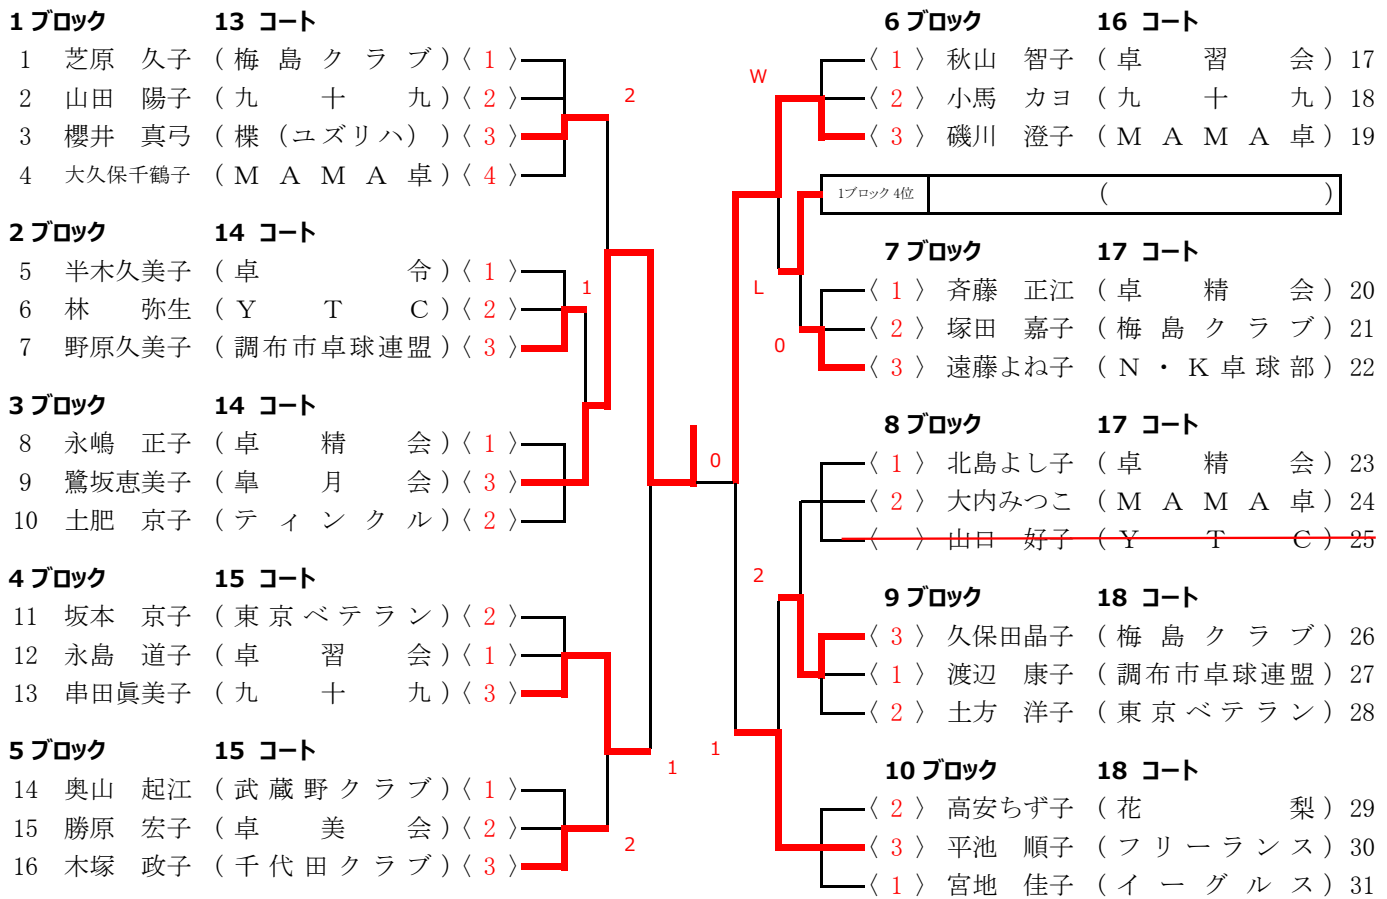 1 ブロック 13 コート
1 芝原 久子 ( 梅 島 ク ラ ブ ) 〈 1 〉
2 山田 陽子 ( 九 十 九 ) 〈 2 〉
3 櫻井 真弓 ( 楪 (ユズリハ) ) 〈 3 〉
4 大久保千鶴子 ( M A M A 卓 ) 〈 4 〉
2
2 ブロック 14 コート
5 半木久美子 ( 卓 令 ) 〈 1 〉
6 林 弥生 ( Y T C ) 〈 2 〉
7 野原久美子 ( 調布市卓球連盟 ) 〈 3 〉
1
3 ブロック 14 コート
8 永嶋 正子 ( 卓 精 会 ) 〈 1 〉
9 鷺坂恵美子 ( 皐 月 会 ) 〈 3 〉
10 土肥 京子 ( テ ィ ン ク ル ) 〈 2 〉
4 ブロック 15 コート
11 坂本 京子 ( 東 京 ベ テ ラ ン ) 〈 2 〉
12 永島 道子 ( 卓 習 会 ) 〈 1 〉
13 串田眞美子 ( 九 十 九 ) 〈 3 〉
5 ブロック 15 コート
14 奥山 起江 ( 武 蔵 野 ク ラ ブ ) 〈 1 〉
15 勝原 宏子 ( 卓 美 会 ) 〈 2 〉
16 木塚 政子 ( 千 代 田 ク ラ ブ ) 〈 3 〉
1
2
0
6 ブロック 16 コート
〈 1 〉 秋山 智子 ( 卓 習 会 ) 17
〈 2 〉 小馬 カヨ ( 九 十 九 ) 18
〈 3 〉 磯川 澄子 ( M A M A 卓 ) 19
W
1ブロック 4位 ( )
7 ブロック 17 コート
〈 1 〉 斉藤 正江 ( 卓 精 会 ) 20
〈 2 〉 塚田 嘉子 ( 梅 島 ク ラ ブ ) 21
〈 3 〉 遠藤よね子 ( N ・ K 卓 球 部 ) 22
L
0
8 ブロック 17 コート
〈 1 〉 北島よし子 ( 卓 精 会 ) 23
〈 2 〉 大内みつこ ( M A M A 卓 ) 24
〈 〉 山口 好子 ( Y T C ) 25
2
9 ブロック 18 コート
〈 3 〉 久保田晶子 ( 梅 島 ク ラ ブ ) 26
〈 1 〉 渡辺 康子 ( 調布市卓球連盟 ) 27
〈 2 〉 土方 洋子 ( 東 京 ベ テ ラ ン ) 28
1
10 ブロック 18 コート
〈 2 〉 高安ちず子 ( 花 梨 ) 29
〈 3 〉 平池 順子 ( フ リ ー ラ ン ス ) 30
〈 1 〉 宮地 佳子 ( イ ー グ ル ス ) 31